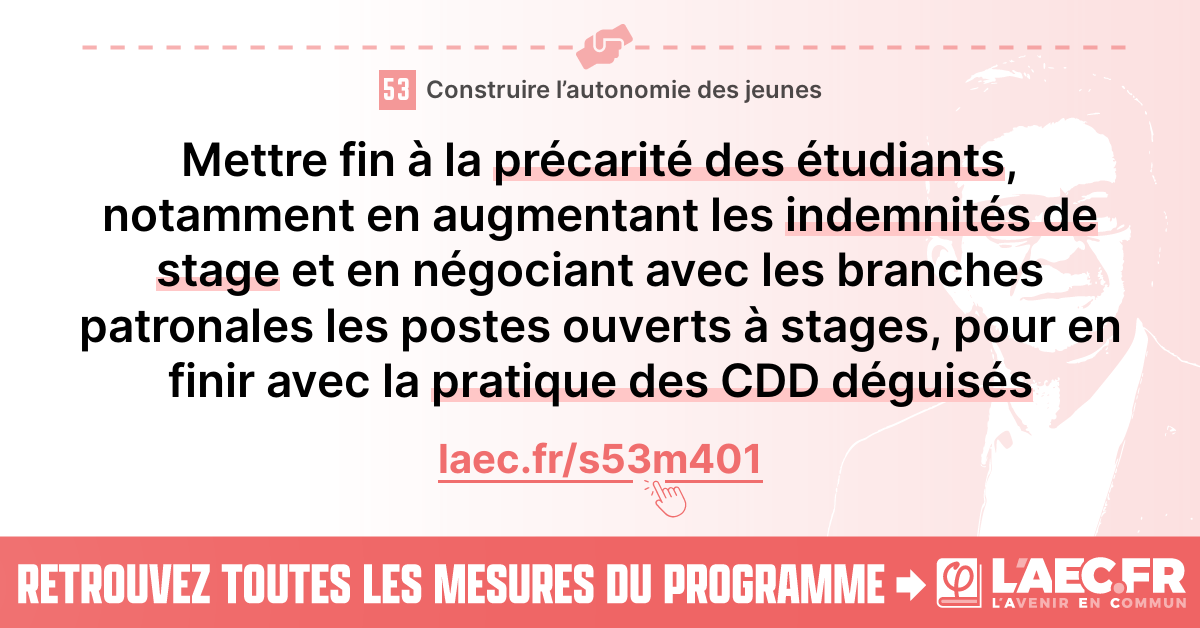 53 Construire l’autonomie des jeunes
Mettre fin à la précarité des étudiants,
notamment en augmentant les indemnités de
stage et en négociant avec les branches
patronales les postes ouverts à stages, pour en
finir avec la pratique des CDD déguisés
laec.fr/s53m401
RETROUVEZ TOUTES LES MESURES DU PROGRAMME
φ L'AEC.FR
L'AVENIR EN COMMUN